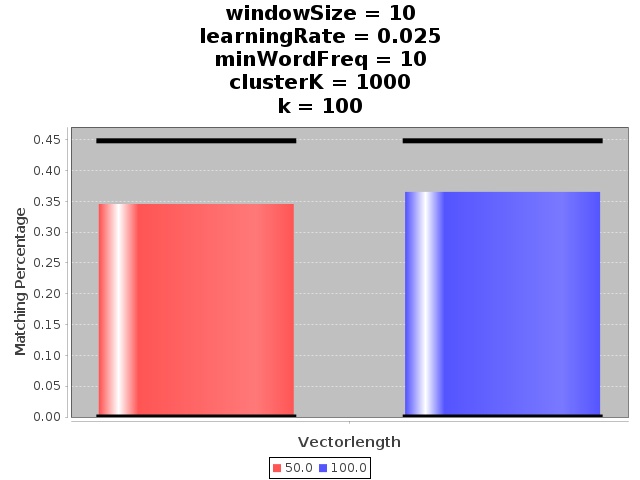 windowSize = 10
learningRate = 0.025
minWordFreq = 10
clusterK = 1000
k = 100
Matching Percentage
0.45
0.40
0.35
0.30
0.25
0.20
0.15
0.10
0.05
0.00
Vectorlength
50.0 100.0